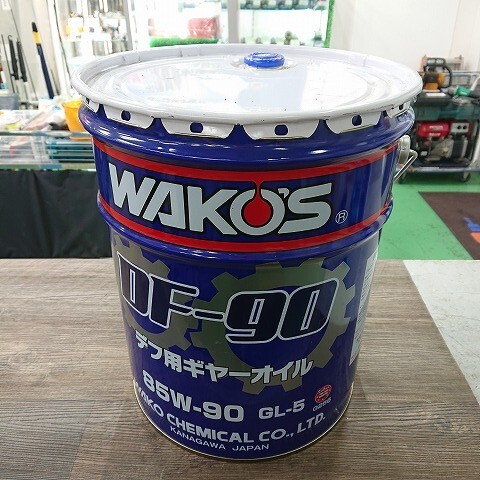 WAKO'S ®
DF-90
デフ用ギヤーオイル
85W-90 GL-5
WAKO CHEMICAL CO., LTD.
KANAGAWA JAPAN